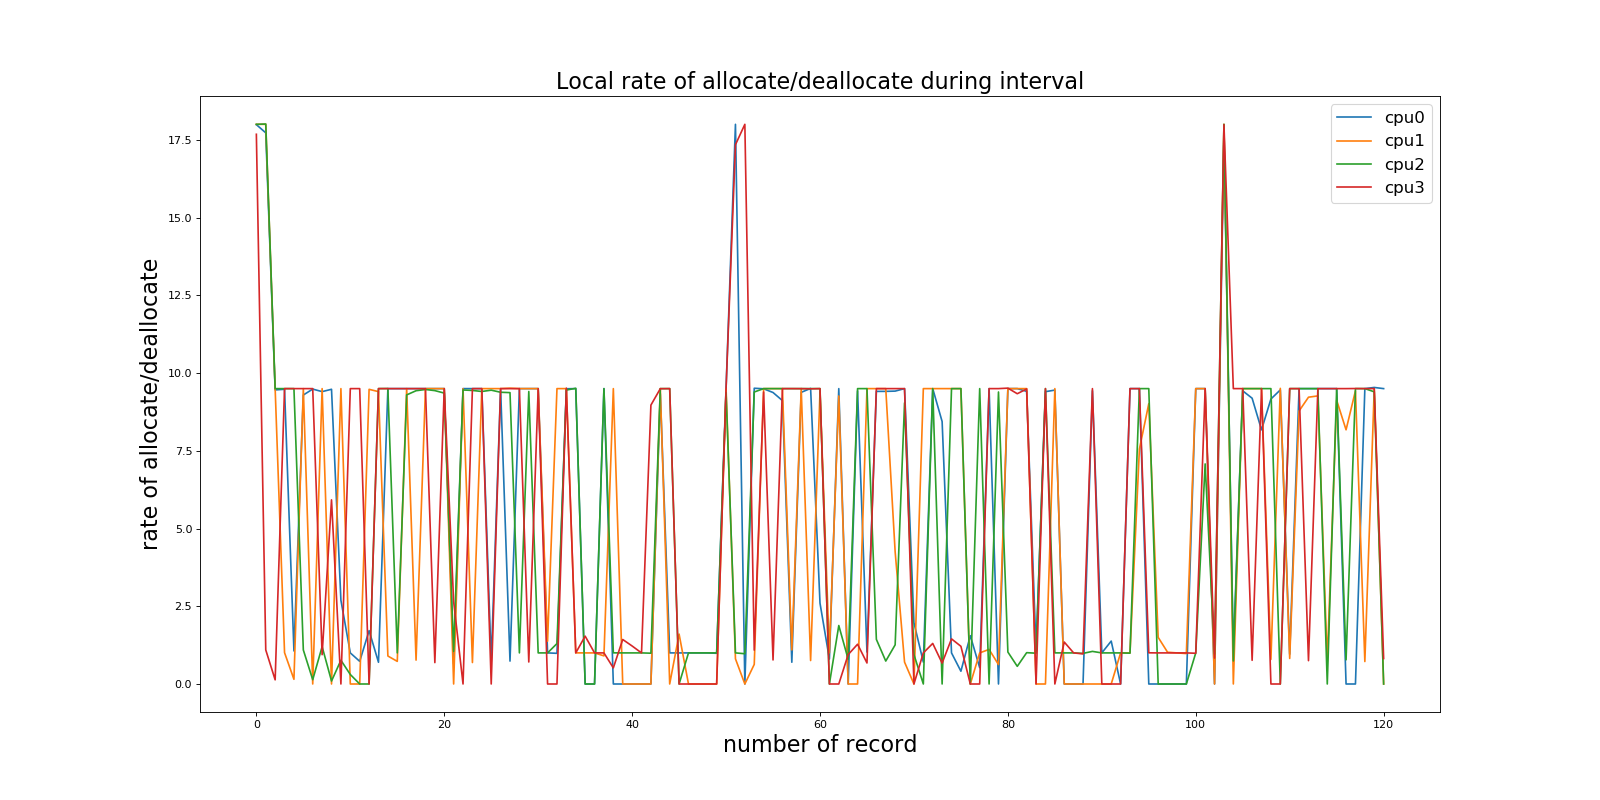 Local rate of allocate/deallocate during interval
cpu0
cpu1
cpu2
cpu3
rate of allocate/deallocate
17.5
15.0
12.5
10.0
7.5
5.0
2.5
0.0
0 20 40 60 80 100 120
number of record